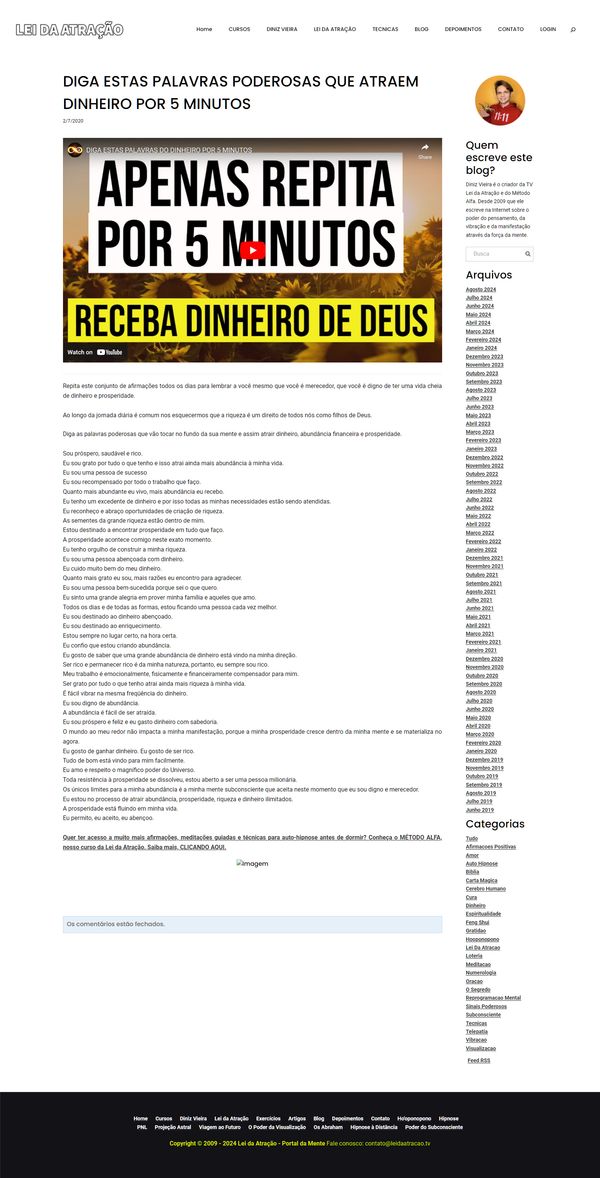 LEI DA ATRAÇÃO
Home CURSOS DINIZ VIEIRA LEI DA ATRAÇÃO TECNICAS BLOG DEPOIMENTOS CONTATO LOGIN
DIGA ESTAS PALAVRAS PODEROSAS QUE ATRAEM
DINHEIRO POR 5 MINUTOS
2/7/2020
DIGA ESTAS PALAVRAS DO DINHEIRO POR 5 MINUTOS
Share
APENAS REPITA
POR 5 MINUTOS
RECEBA DINHEIRO DE DEUS
Watch on YouTube
Repita este conjunto de afirmações todos os dias para lembrar a você mesmo que você é merecedor, que você é digno de ter uma vida cheia
de dinheiro e prosperidade.
Ao longo da jornada diária é comum nos esquecermos que a riqueza é um direito de todos nós como filhos de Deus.
Diga as palavras poderosas que vão tocar no fundo da sua mente e assim atrair dinheiro, abundância financeira e prosperidade.
Sou próspero, saudável e rico.
Eu sou grato por tudo o que tenho e isso atrai ainda mais abundância à minha vida.
Eu sou uma pessoa de sucesso
Eu sou recompensado por todo o trabalho que faço.
Quanto mais abundante eu vivo, mais abundância eu recebo.
Eu tenho um excedente de dinheiro e por isso todas as minhas necessidades estão sendo atendidas.
Eu reconheço e abraço oportunidades de criação de riqueza.
As sementes da grande riqueza estão dentro de mim.
Estou destinado a encontrar prosperidade em tudo que faço.
A prosperidade acontece comigo neste exato momento.
Eu tenho orgulho de construir a minha riqueza.
Eu sou uma pessoa abençoada com dinheiro.
Eu cuido muito bem do meu dinheiro.
Quanto mais grato eu sou, mais razões eu encontro para agradecer.
Eu sou uma pessoa bem-sucedida porque sei o que quero.
Eu sinto uma grande alegria em prover minha família e aqueles que amo.
Todos os dias e de todas as formas, estou ficando uma pessoa cada vez melhor.
Eu sou destinado ao dinheiro abençoado.
Eu sou destinado ao enriquecimento.
Estou sempre no lugar certo, na hora certa.
Eu confio que estou criando abundância.
Eu gosto de saber que uma grande abundância de dinheiro está vindo na minha direção.
Ser rico e permanecer rico é da minha natureza, portanto, eu sempre sou rico.
Meu trabalho é emocionalmente, fisicamente e financeiramente compensador para mim.
Ser grato por tudo o que tenho atrai ainda mais riqueza à minha vida.
É fácil vibrar na mesma freqüência do dinheiro.
Eu sou digno de abundância.
A abundância é fácil de ser atraída.
Eu sou próspero e feliz e eu gasto dinheiro com sabedoria.
O mundo ao meu redor não impacta a minha manifestação, porque a minha prosperidade cresce dentro da minha mente e se materializa no
agora.
Eu gosto de ganhar dinheiro. Eu gosto de ser rico.
Tudo de bom está vindo para mim facilmente.
Eu amo e respeito o magnífico poder do Universo.
Toda resistência à prosperidade se dissolveu, estou aberto a ser uma pessoa milionária.
Os únicos limites para a minha abundância é a minha mente subconsciente que aceita neste momento que eu sou digno e merecedor.
Eu estou no processo de atrair abundância, prosperidade, riqueza e dinheiro ilimitados.
A prosperidade está fluindo em minha vida.
Eu permito, eu aceito, eu abençoo.
Quer ter acesso a muito mais afirmações, meditações guiadas e técnicas para auto-hipnose antes de dormir? Conheça o MÉTODO ALFA,
nosso curso da Lei da Atração. Saiba mais, CLICANDO AQUI.
Imagem
Os comentários estão fechados.
11:11
Quem
escreve este
blog?
Diniz Vieira é o criador da TV
Lei da Atração e do Método
Alfa. Desde 2009 que ele
escreve na Internet sobre o
poder do pensamento, da
vibração e da manifestação
através da força da mente.
Busca
Arquivos
Agosto 2024
Julho 2024
Junho 2024
Maio 2024
Abril 2024
Março 2024
Fevereiro 2024
Janeiro 2024
Dezembro 2023
Novembro 2023
Outubro 2023
Setembro 2023
Agosto 2023
Julho 2023
Junho 2023
Maio 2023
Abril 2023
Março 2023
Fevereiro 2023
Janeiro 2023
Dezembro 2022
Novembro 2022
Outubro 2022
Setembro 2022
Agosto 2022
Julho 2022
Junho 2022
Maio 2022
Abril 2022
Março 2022
Fevereiro 2022
Janeiro 2022
Dezembro 2021
Novembro 2021
Outubro 2021
Setembro 2021
Agosto 2021
Julho 2021
Junho 2021
Maio 2021
Abril 2021
Março 2021
Fevereiro 2021
Janeiro 2021
Dezembro 2020
Novembro 2020
Outubro 2020
Setembro 2020
Agosto 2020
Julho 2020
Junho 2020
Maio 2020
Abril 2020
Março 2020
Fevereiro 2020
Janeiro 2020
Dezembro 2019
Novembro 2019
Outubro 2019
Setembro 2019
Agosto 2019
Julho 2019
Junho 2019
Categorias
Tudo
Afirmacoes Positivas
Amor
Auto Hipnose
Biblia
Carta Magica
Cerebro Humano
Cura
Dinheiro
Espiritualidade
Feng Shui
Gratidao
Hooponopono
Lei Da Atracao
Loteria
Meditacao
Numerologia
Oracao
O Segredo
Reprogramacao Mental
Sinais Poderosos
Subconsciente
Tecnicas
Telepatia
Vibracao
Visualizacao
Feed RSS
Home Cursos Diniz Vieira Lei da Atração Exercícios Artigos Blog Depoimentos Contato Ho'oponopono Hipnose
PNL Projeção Astral Viagem ao Futuro O Poder da Visualização Os Abraham Hipnose à Distância Poder do Subconsciente
Copyright © 2009 - 2024 Lei da Atração - Portal da Mente Fale conosco: contato@leidaatracao.tv